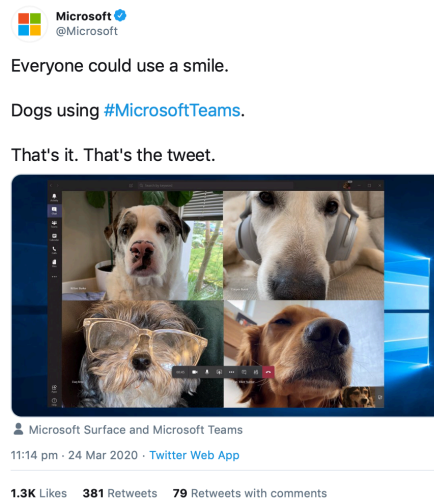 Microsoft
@Microsoft
Everyone could use a smile.
Dogs using #MicrosoftTeams.
That's it. That's the tweet.
Microsoft Surface and Microsoft Teams
11:14 pm · 24 Mar 2020 · Twitter Web App
1.3K Likes 381 Retweets 79 Retweets with comments